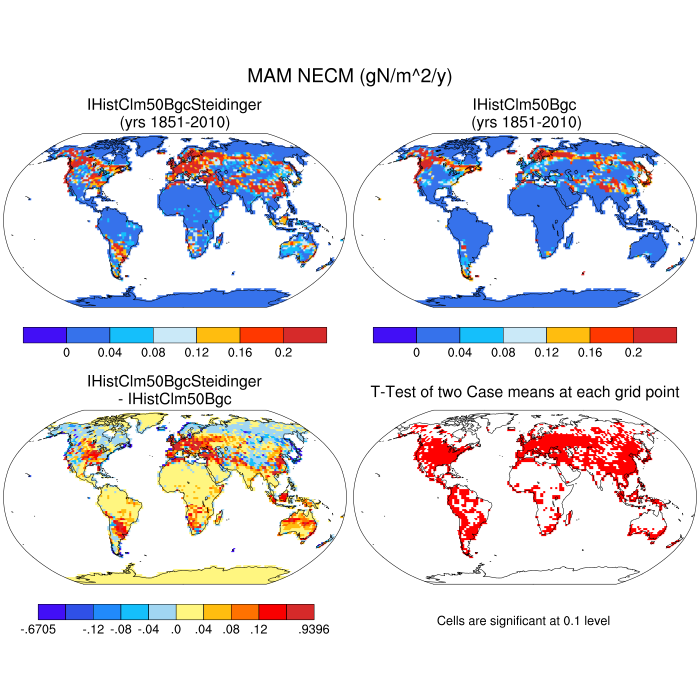 MAM NECM (gN/m^2/y)
IHistClm50BgcSteidinger
(yrs 1851-2010)
IHistClm50Bgc
(yrs 1851-2010)
0 0.04 0.08 0.12 0.16 0.2
0 0.04 0.08 0.12 0.16 0.2
IHistClm50BgcSteidinger
- IHistClm50Bgc
T-Test of two Case means at each grid point
-.6705 -.12 -.08 -.04 .0 .04 .08 .12 .9396
Cells are significant at 0.1 level